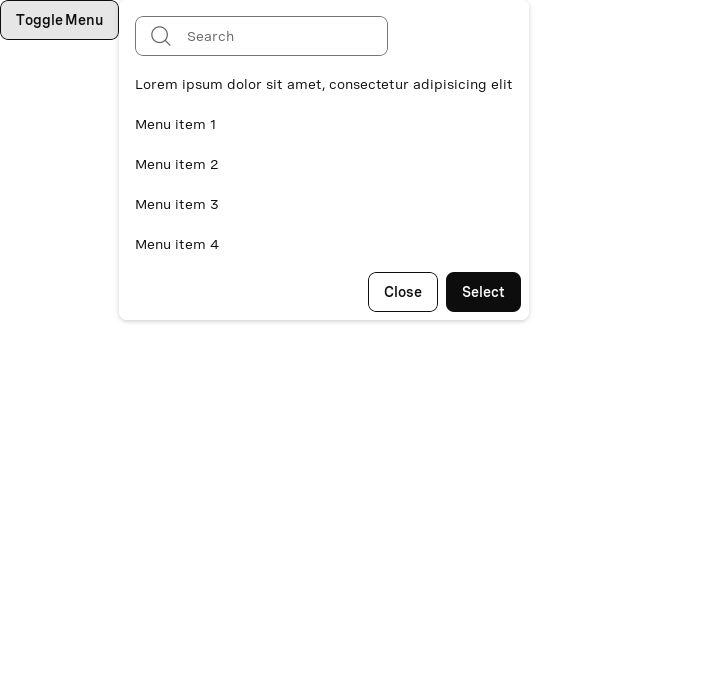 Toggle Menu
Search
Lorem ipsum dolor sit amet, consectetur adipisicing elit
Menu item 1
Menu item 2
Menu item 3
Menu item 4
Close
Select